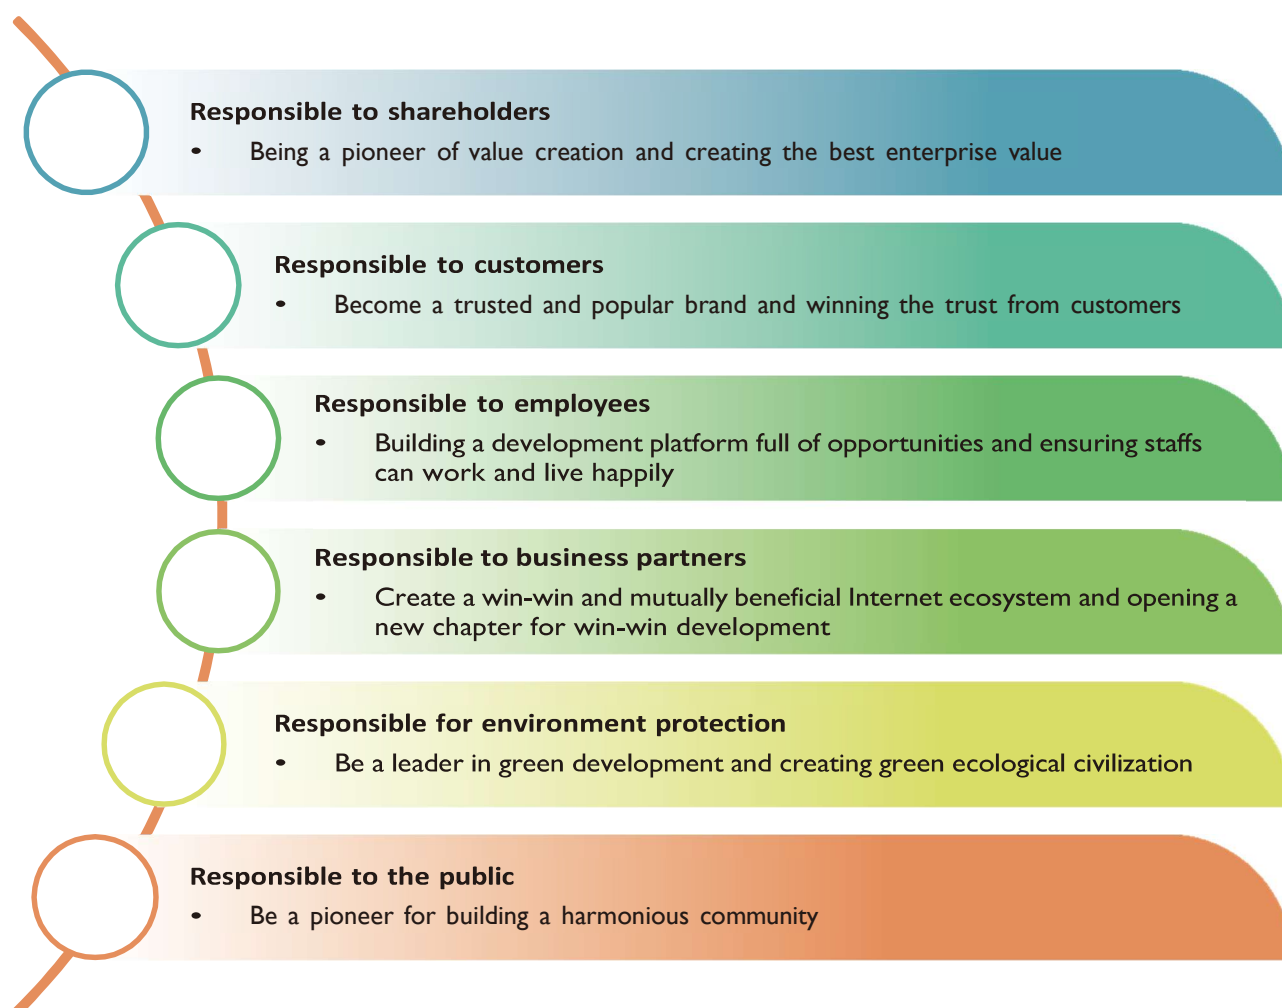 Responsible to shareholders
• Being a pioneer of value creation and creating the best enterprise value
Responsible to customers
• Become a trusted and popular brand and winning the trust from customers
Responsible to employees
• Building a development platform full of opportunities and ensuring staffs
can work and live happily
Responsible to business partners
• Create a win-win and mutually beneficial Internet ecosystem and opening a
new chapter for win-win development
Responsible for environment protection
• Be a leader in green development and creating green ecological civilization
Responsible to the public
• Be a pioneer for building a harmonious community